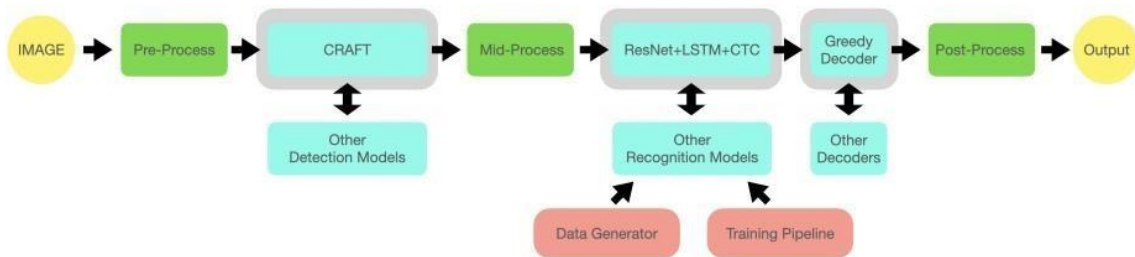 IMAGE
Pre-Process
CRAFT
Mid-Process
ResNet+LSTM+CTC
Greedy
Decoder
Post-Process
Output
Other
Detection Models
Other
Recognition Models
Other
Decoders
Data Generator
Training Pipeline